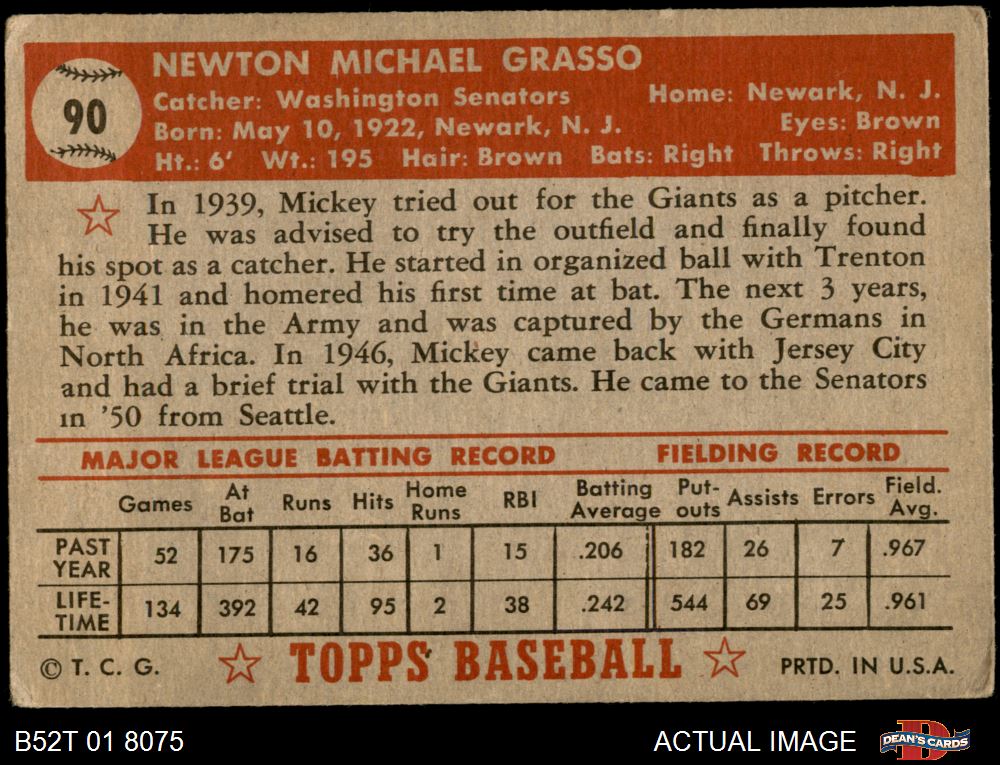 90
NEWTON MICHAEL GRASSO
Catcher: Washington Senators Home: Newark, N. J.
Born: May 10, 1922, Newark, N. J. Eyes: Brown
Ht.: 6' Wt.: 195 Hair: Brown Bats: Right Throws: Right
In 1939, Mickey tried out for the Giants as a pitcher.
He was advised to try the outfield and finally found
his spot as a catcher. He started in organized ball with Trenton
in 1941 and homered his first time at bat. The next 3 years,
he was in the Army and was captured by the Germans in
North Africa. In 1946, Mickey came back with Jersey City
and had a brief trial with the Giants. He came to the Senators
in '50 from Seattle.
MAJOR LEAGUE BATTING RECORD FIELDING RECORD
Games At Bat Runs Hits Home Runs RBI Batting Average Put-outs Assists Errors Field. Avg.
PAST YEAR 52 175 16 36 1 15 .206 182 26 7 .967
LIFE-TIME 134 392 42 95 2 38 .242 544 69 25 .961
© T. C. G. TOPPS BASEBALL PRTD. IN U.S.A.
B52T 01 8075 ACTUAL IMAGE DEAN'S CARDS